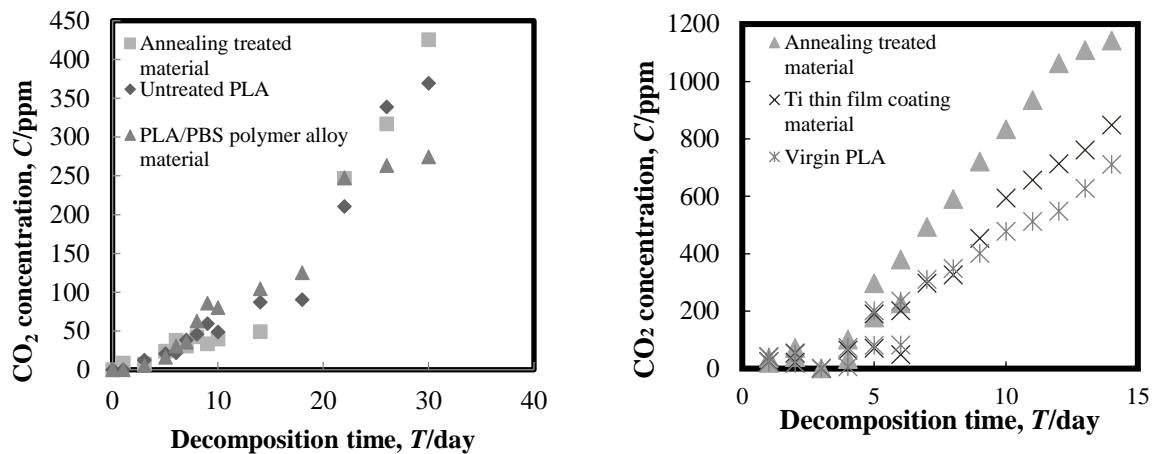 CO₂ concentration, C/ppm
450
400
350
300
250
200
150
100
50
0
Annealing treated
material
Untreated PLA
PLA/PBS polymer alloy
material
0
10
20
30
40
Decomposition time, T/day
CO₂ concentration, C/ppm
1200
1000
800
600
400
200
0
Annealing treated
material
Ti thin film coating
material
Virgin PLA
0
5
10
15
Decomposition time, T/day